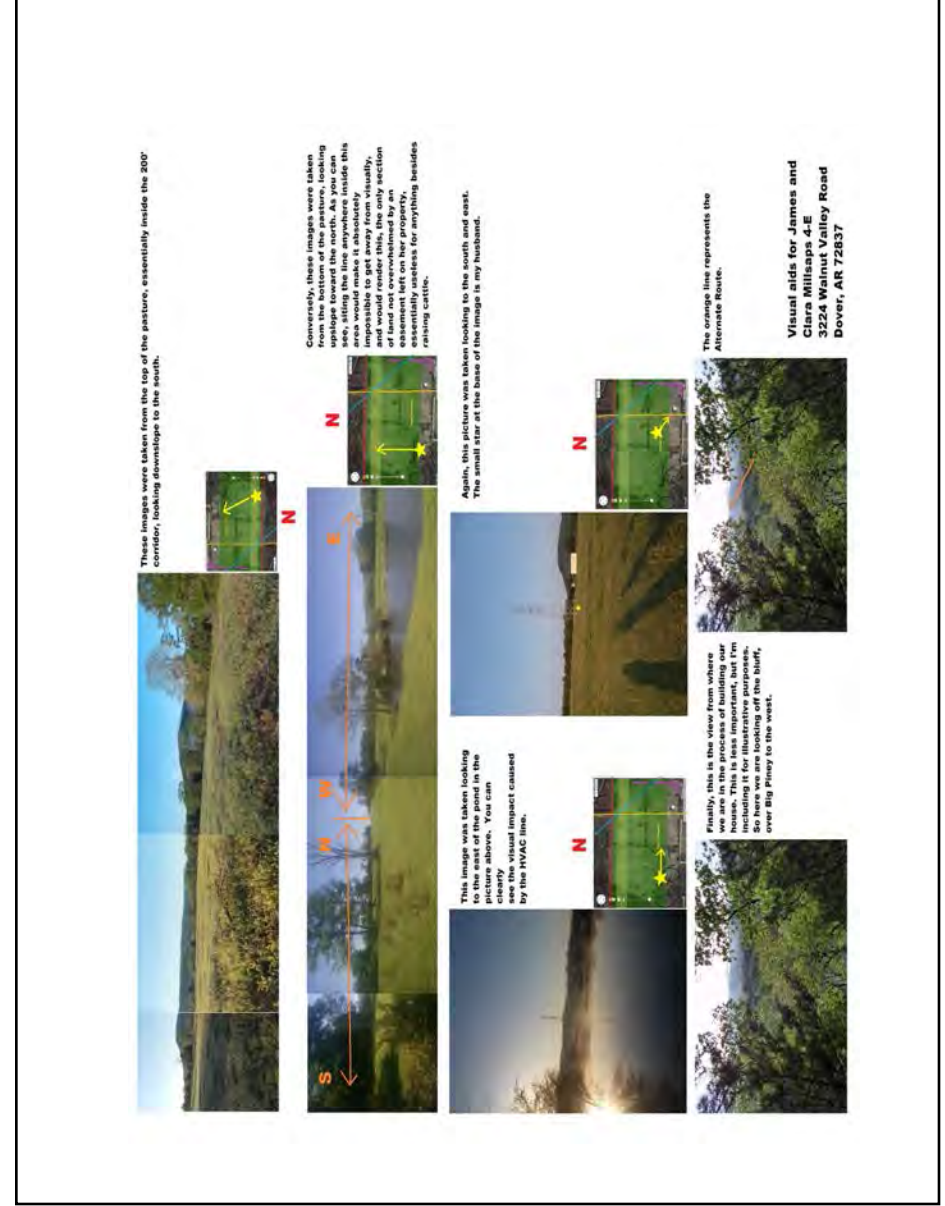 These images were taken from the top of the pasture, essentially inside the 200'
corridor, looking downslope to the south.
N
Conversely, these images were taken
from the bottom of the pasture, looking
upslope toward the north. As you can
see, siting the line anywhere inside this
area would make it absolutely
impossible to get away from visually,
and would render this, the only section
of land not overwhelmed by an
easement left on her property,
essentially useless for anything besides
raising cattle.
N
S
N
W
E
This image was taken looking
to the east of the pond in the
picture above. You can
clearly
see the visual impact caused
by the HVAC line.
N
Again, this picture was taken looking to the south and east.
The small star at the base of the image is my husband.
N
Finally, this is the view from where
we are in the process of building our
house. This is less important, but I'm
including it for illustrative purposes.
So here we are looking off the bluff,
over Big Piney to the west.
The orange line represents the
Alternate Route.
Visual aids for James and
Clara Millsaps 4-E
3224 Walnut Valley Road
Dover, AR 72837